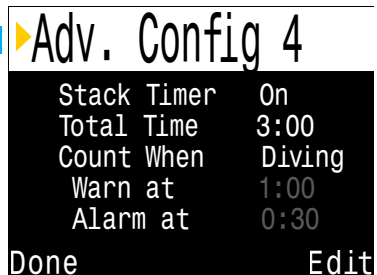 Adv. Config 4
Stack Timer On
Total Time 3:00
Count When Diving
Warn at 1:00
Alarm at 0:30
Done Edit